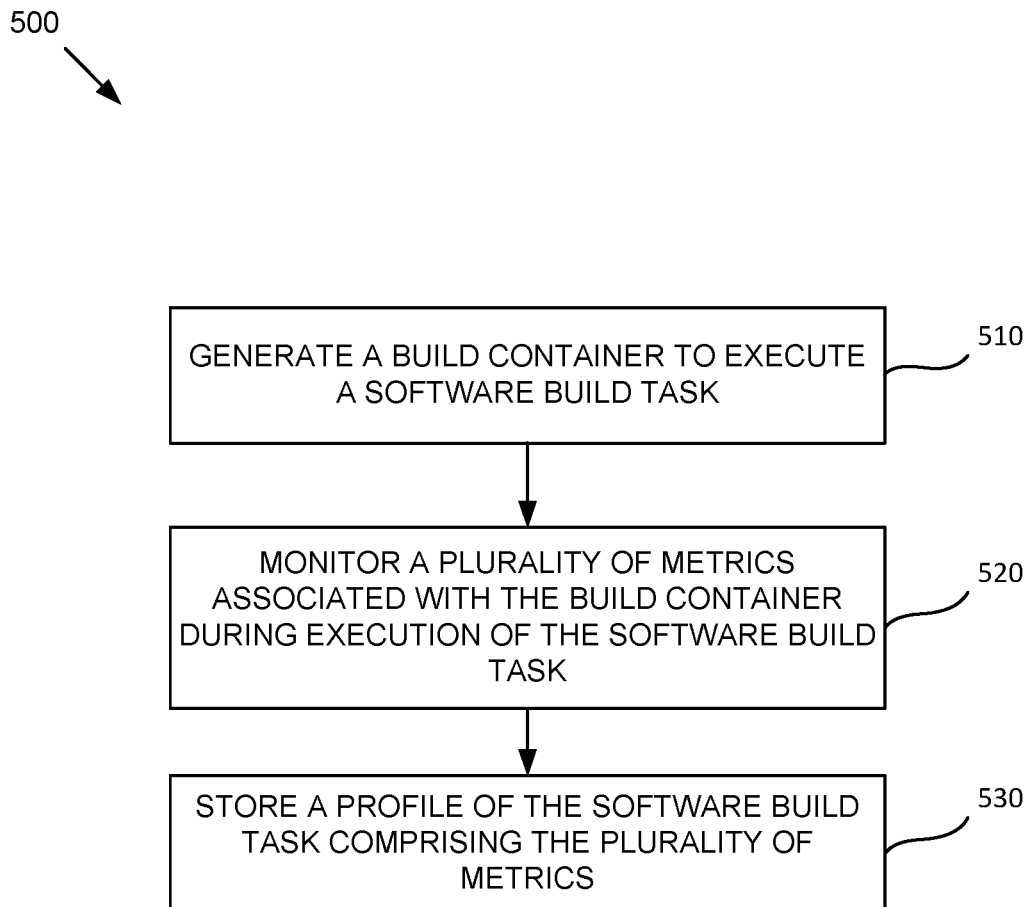 500
GENERATE A BUILD CONTAINER TO EXECUTE
A SOFTWARE BUILD TASK
510
MONITOR A PLURALITY OF METRICS
ASSOCIATED WITH THE BUILD CONTAINER
DURING EXECUTION OF THE SOFTWARE BUILD
TASK
520
STORE A PROFILE OF THE SOFTWARE BUILD
TASK COMPRISING THE PLURALITY OF
METRICS
530